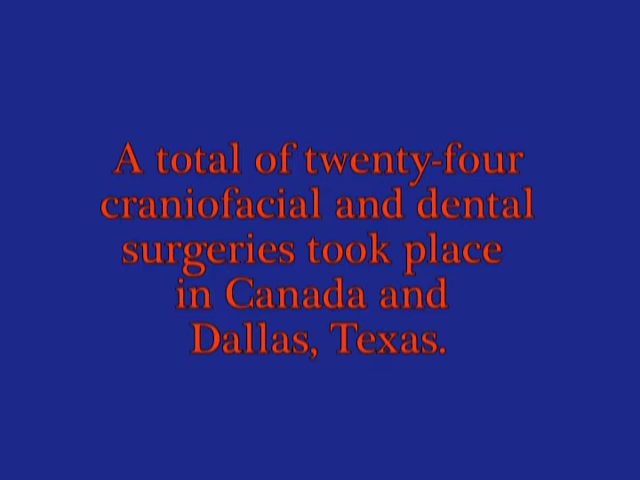 A total of twenty-four
craniofacial and dental
surgeries took place
in Canada and
Dallas, Texas.